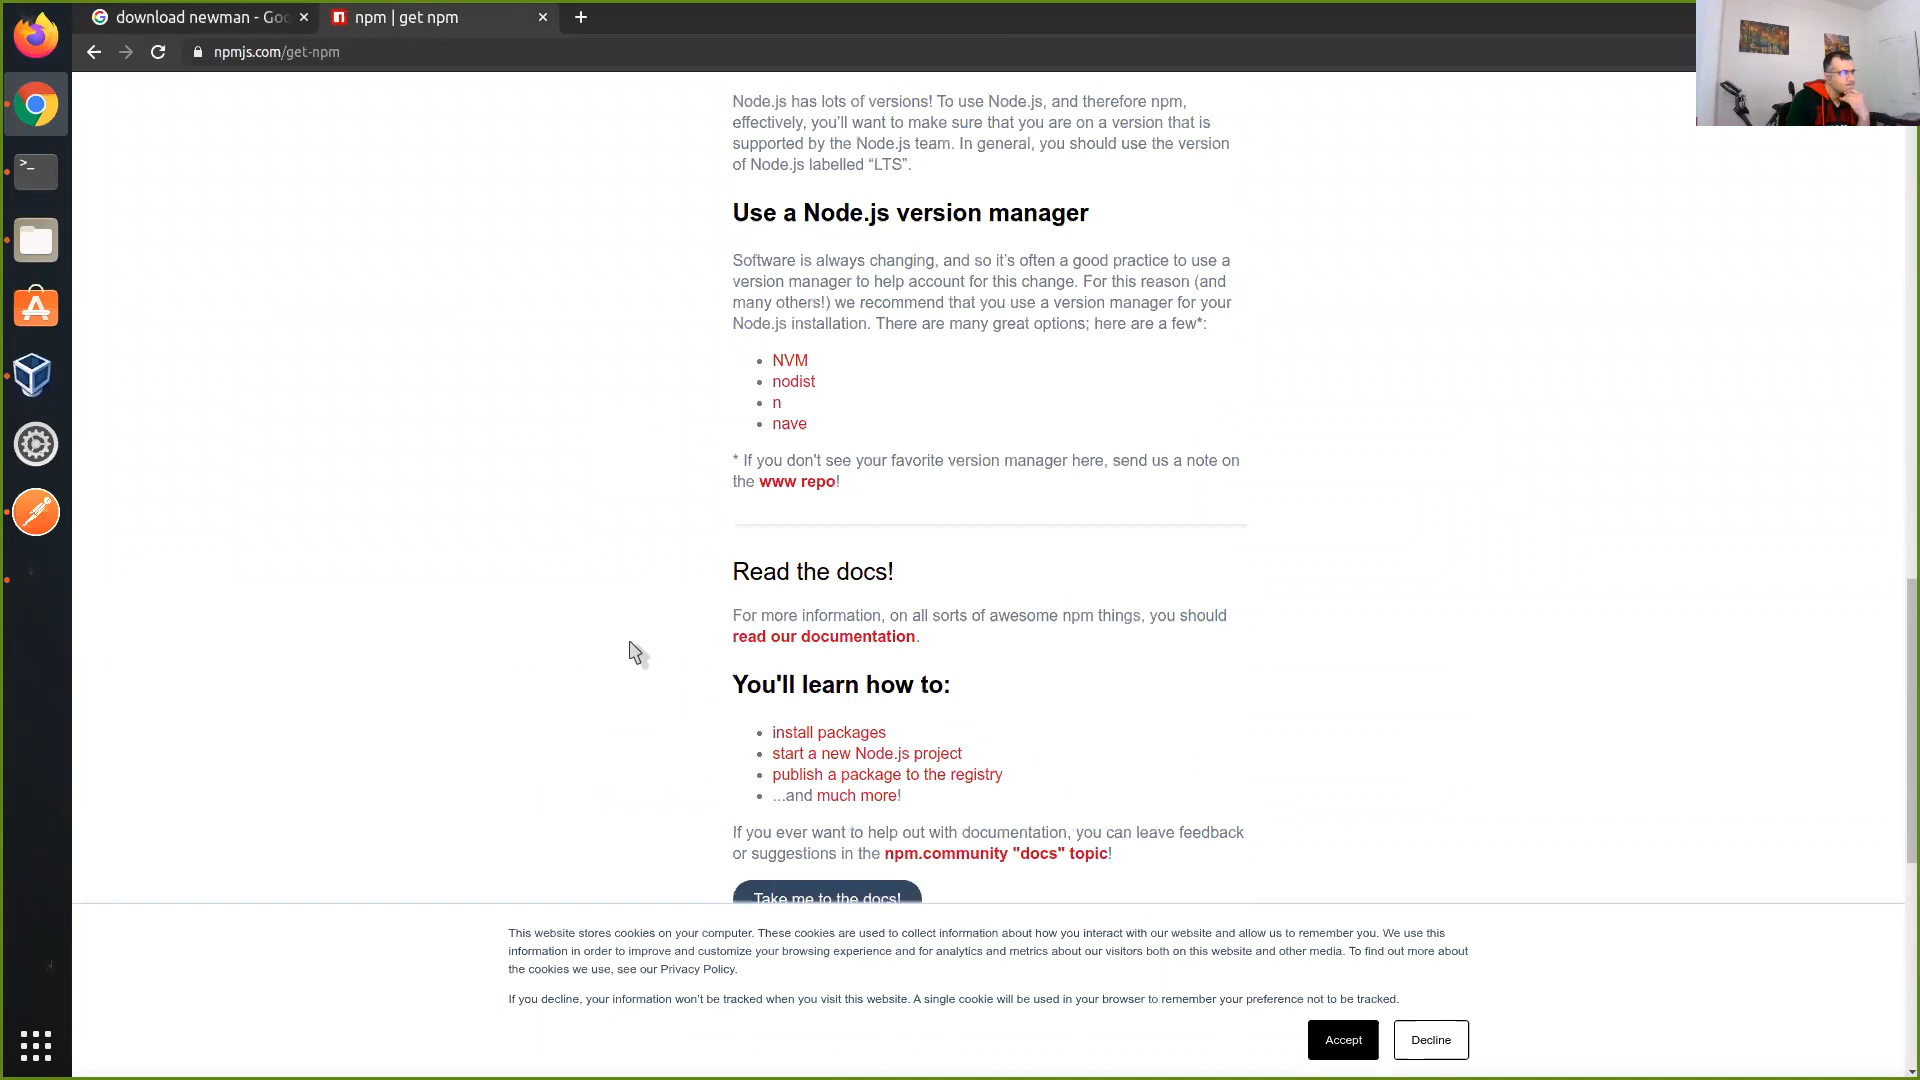 download newman - Goo
npm | get npm
npmjs.com/get-npm
Node.js has lots of versions! To use Node.js, and therefore npm,
effectively, you’ll want to make sure that you are on a version that is
supported by the Node.js team. In general, you should use the version
of Node.js labelled “LTS”.
Use a Node.js version manager
Software is always changing, and so it’s often a good practice to use a
version manager to help account for this change. For this reason (and
many others!) we recommend that you use a version manager for your
Node.js installation. There are many great options; here are a few*:
• NVM
• nodist
• n
• nave
* If you don't see your favorite version manager here, send us a note on
the www repo!
Read the docs!
For more information, on all sorts of awesome npm things, you should
read our documentation.
You'll learn how to:
• install packages
• start a new Node.js project
• publish a package to the registry
• ...and much more!
If you ever want to help out with documentation, you can leave feedback
or suggestions in the npm.community "docs" topic!
Take me to the docs!
This website stores cookies on your computer. These cookies are used to collect information about how you interact with our website and allow us to remember you. We use this
information in order to improve and customize your browsing experience and for analytics and metrics about our visitors both on this website and other media. To find out more about
the cookies we use, see our Privacy Policy.
If you decline, your information won’t be tracked when you visit this website. A single cookie will be used in your browser to remember your preference not to be tracked.
Accept
Decline